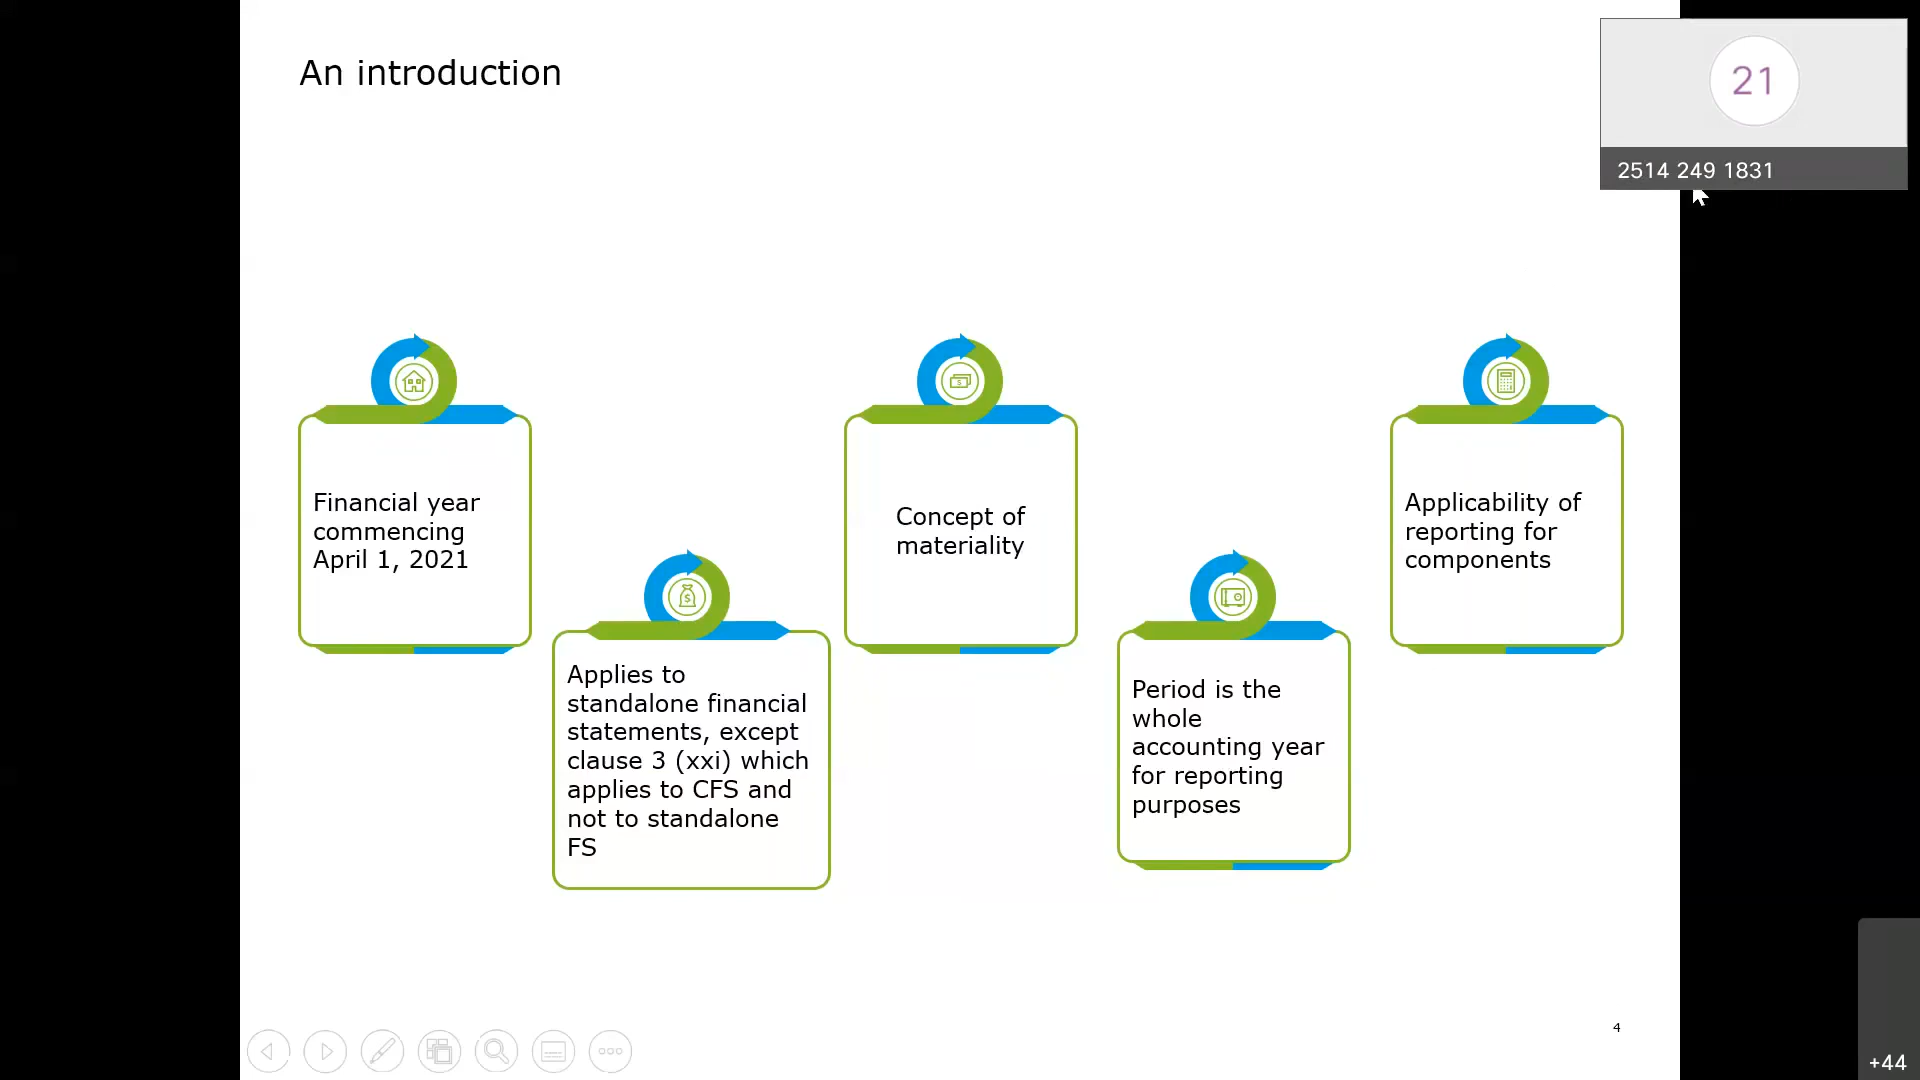 An introduction
21
2514 249 1831
Financial year
commencing
April 1, 2021
Applies to
standalone financial
statements, except
clause 3 (xxi) which
applies to CFS and
not to standalone
FS
Concept of
materiality
Period is the
whole
accounting year
for reporting
purposes
Applicability of
reporting for
components
4
+44